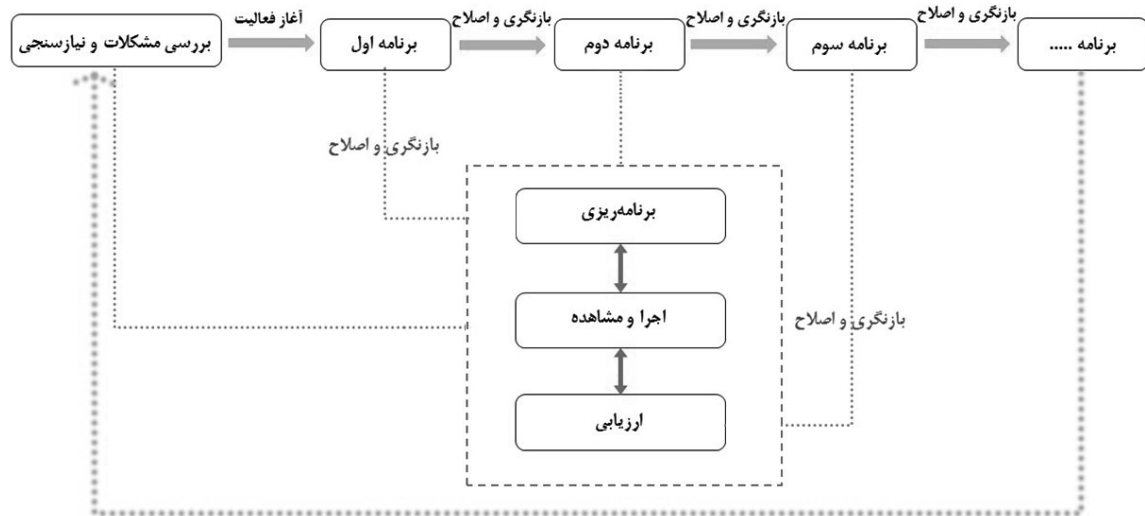 بررسی مشکلات و نیازسنجی
آغاز فعالیت
برنامه اول
بازنگری و اصلاح
برنامه دوم
بازنگری و اصلاح
برنامه سوم
بازنگری و اصلاح
برنامه .....
بازنگری و اصلاح
برنامه‌ریزی
اجرا و مشاهده
بازنگری و اصلاح
ارزیابی